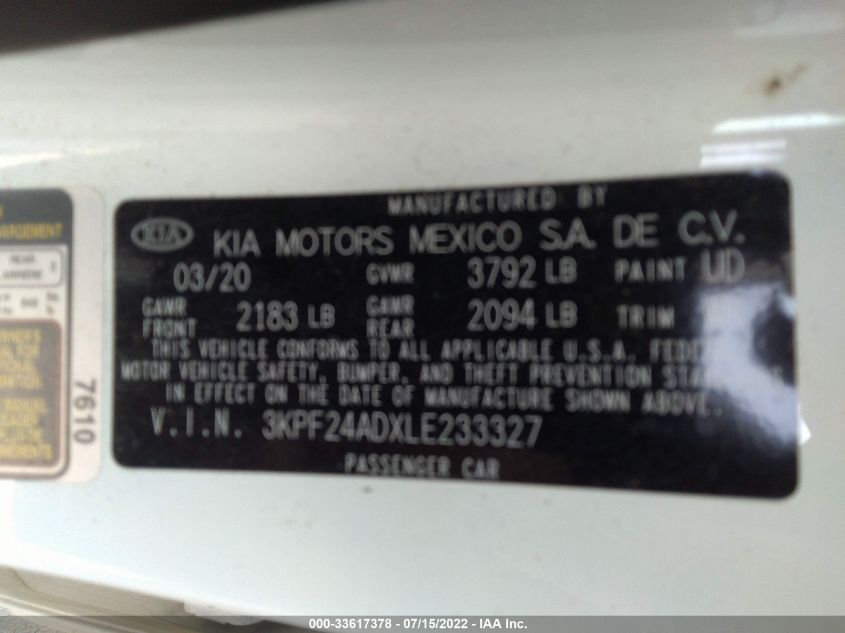 MANUFACTURED BY
KIA KIA MOTORS MEXICO S.A. DE C.V.
03/20 GVWR 3792 LB PAINT UD
GAWR FRONT 2183 LB GAWR REAR 2094 LB TRIM
THIS VEHICLE CONFORMS TO ALL APPLICABLE U.S.A.
MOTOR VEHICLE SAFETY, BUMPER, AND THEFT PREVENTION
IN EFFECT ON THE DATE OF MANUFACTURE SHOWN ABOVE.
V.I.N. 3KPF24ADXLE233327
PASSENGER CAR
7610
REAR
000-33617378 - 07/15/2022 - IAA Inc.